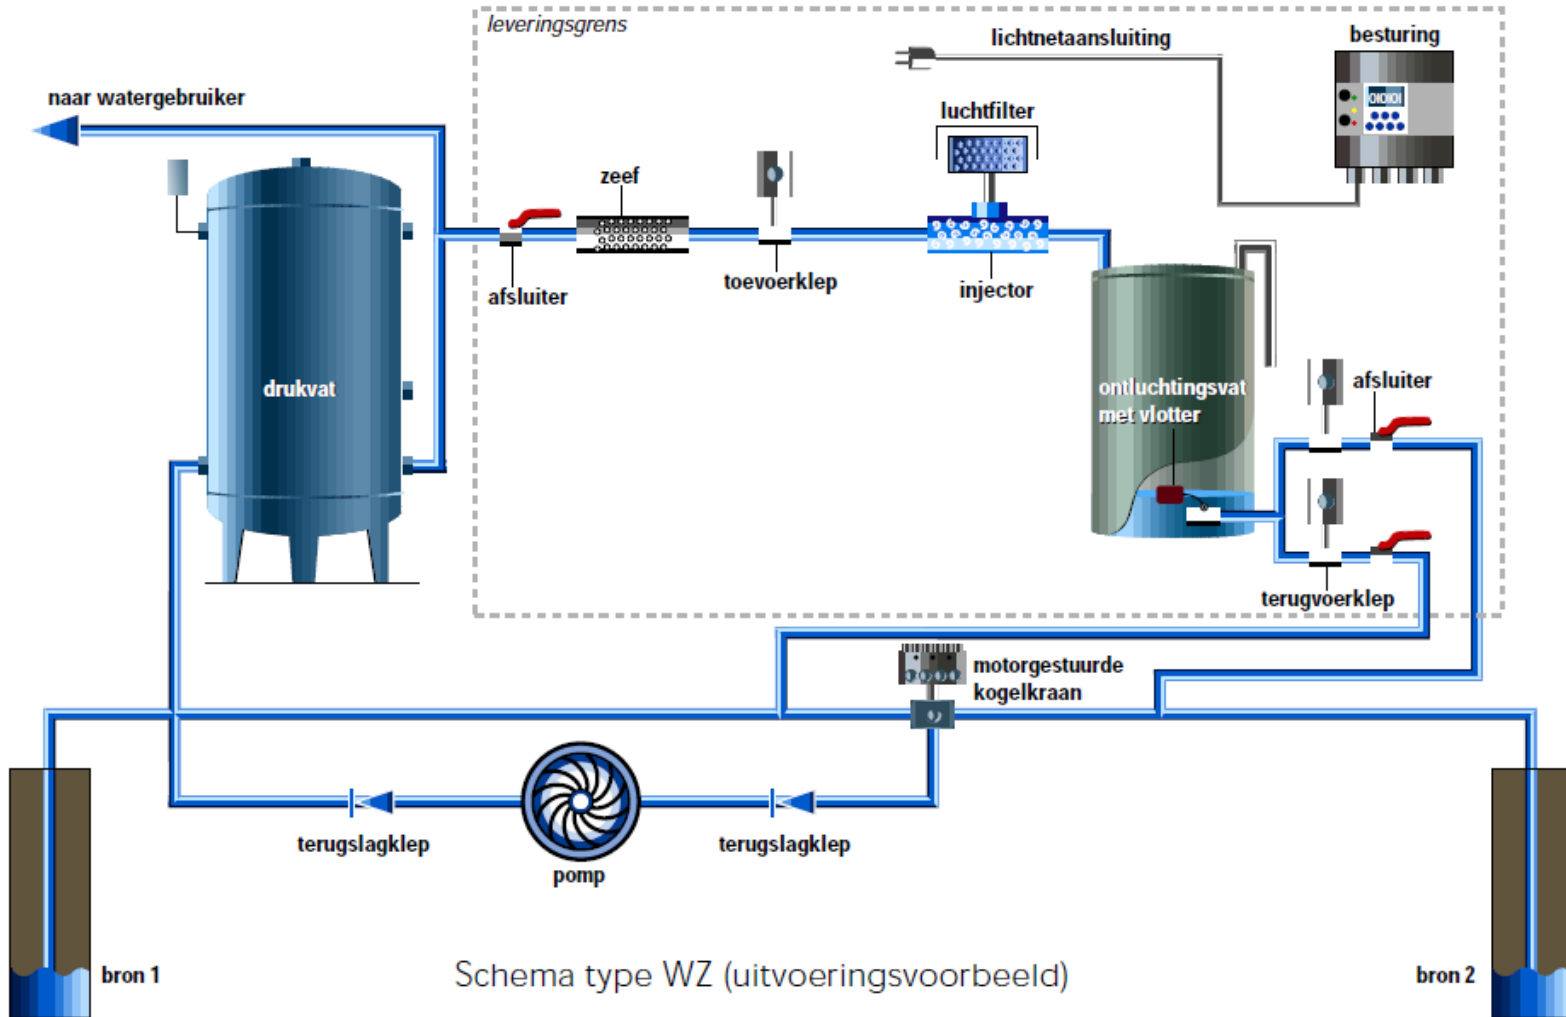 leveringsgrens
lichtnetaansluiting
besturing
naar watergebruiker
luchtfilter
zeef
toevoerklep
afsluiter
injector
drukvat
ontluchtingsvat
met vlotter
afsluiter
terugvoerklep
motorgestuurde
kogelkraan
terugslagklep
terugslagklep
pomp
bron 1
Schema type WZ (uitvoeringsvoorbeeld)
bron 2